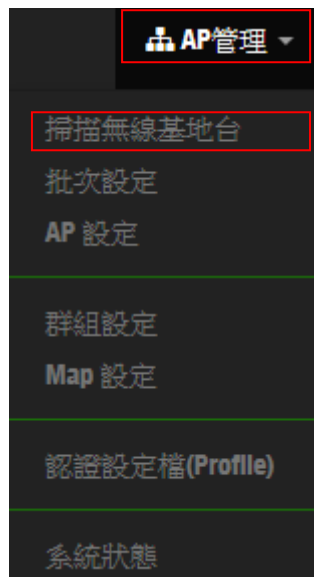 AP管理
掃描無線基地台
批次設定
AP 設定
群組設定
Map 設定
認證設定檔(Profile)
系統狀態